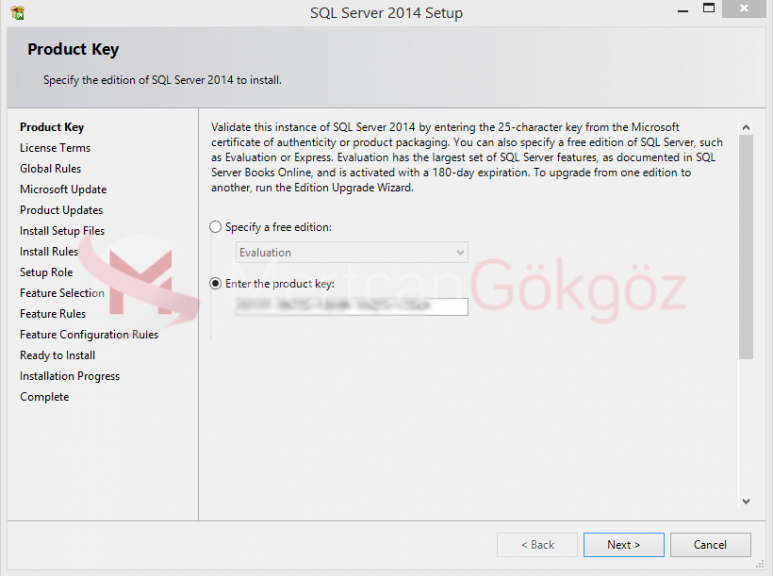 SQL Server 2014 Setup
Product Key
Specify the edition of SQL Server 2014 to install.
Product Key
License Terms
Global Rules
Microsoft Update
Product Updates
Install Setup Files
Install Rules
Setup Role
Feature Selection
Feature Rules
Feature Configuration Rules
Ready to Install
Installation Progress
Complete
Validate this instance of SQL Server 2014 by entering the 25-character key from the Microsoft
certificate of authenticity or product packaging. You can also specify a free edition of SQL Server, such
as Evaluation or Express. Evaluation has the largest set of SQL Server features, as documented in SQL
Server Books Online, and is activated with a 180-day expiration. To upgrade from one edition to
another, run the Edition Upgrade Wizard.
Specify a free edition:
Evaluation
Enter the product key:
MertcanGökgöz
< Back
Next >
Cancel